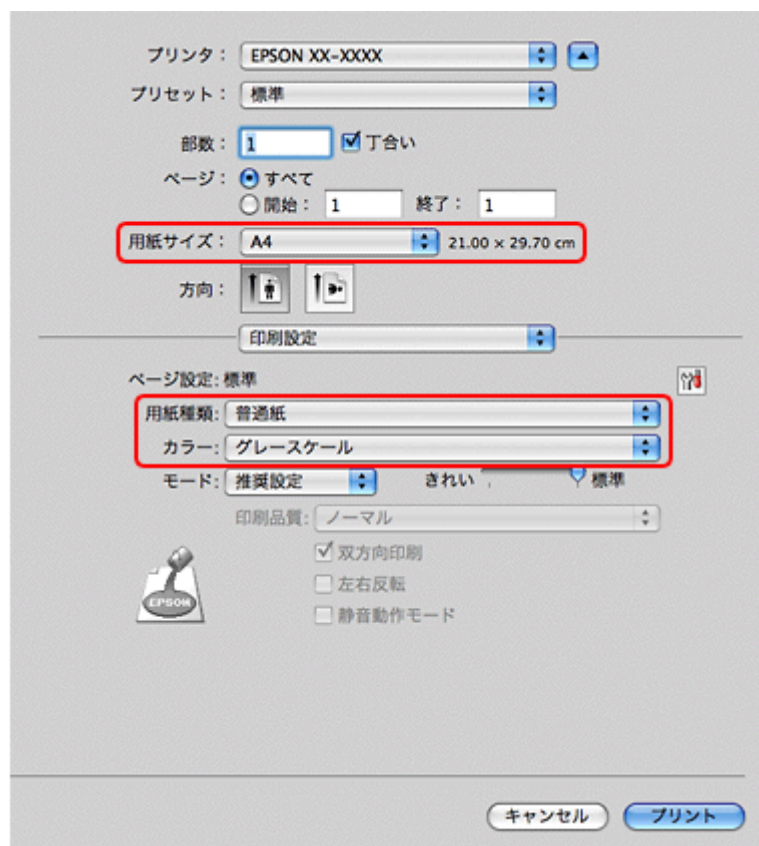 プリンタ： EPSON XX-XXXX
プリセット： 標準
部数： 1 丁合い
ページ： すべて
開始： 1 終了： 1
用紙サイズ： A4 21.00 × 29.70 cm
方向：
印刷設定
ページ設定: 標準
用紙種類: 普通紙
カラー: グレースケール
モード: 推奨設定 きれい 標準
印刷品質: ノーマル
双方向印刷
左右反転
EPSON 静音動作モード
キャンセル プリント